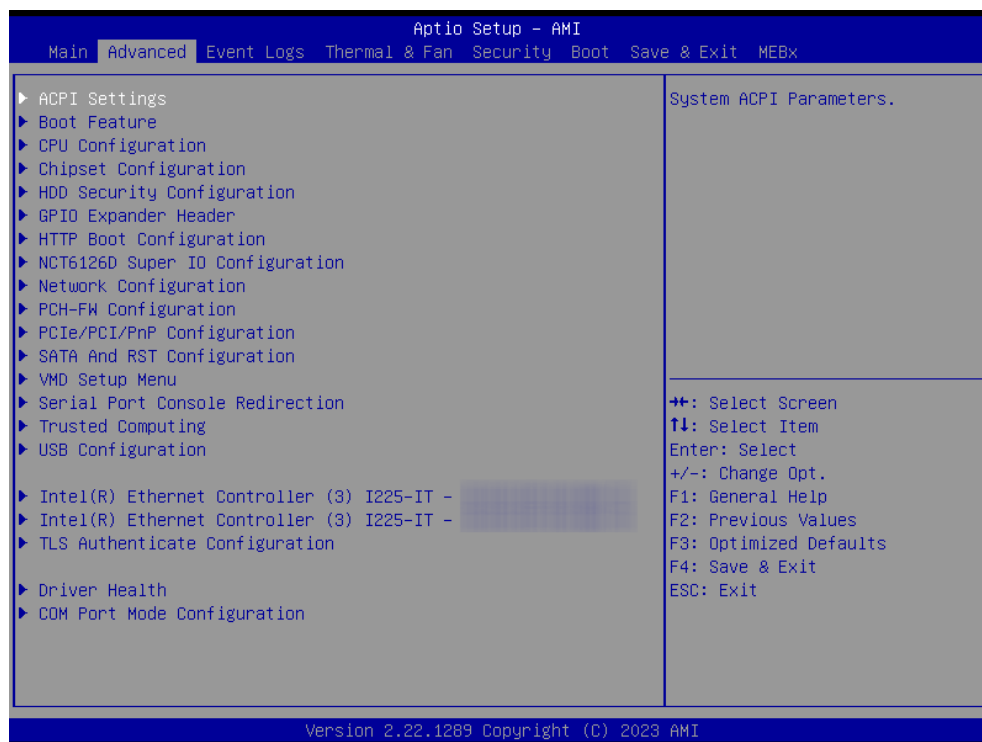 Aptio Setup - AMI
Main Advanced Event Logs Thermal & Fan Security Boot Save & Exit MEBx
ACPI Settings
Boot Feature
CPU Configuration
Chipset Configuration
HDD Security Configuration
GPIO Expander Header
HTTP Boot Configuration
NCT6126D Super IO Configuration
Network Configuration
PCH-FW Configuration
PCIe/PCI/PnP Configuration
SATA And RST Configuration
VMD Setup Menu
Serial Port Console Redirection
Trusted Computing
USB Configuration
Intel(R) Ethernet Controller (3) I225-IT -
Intel(R) Ethernet Controller (3) I225-IT -
TLS Authenticate Configuration
Driver Health
COM Port Mode Configuration
System ACPI Parameters.
→←: Select Screen
↑↓: Select Item
Enter: Select
+/-: Change Opt.
F1: General Help
F2: Previous Values
F3: Optimized Defaults
F4: Save & Exit
ESC: Exit
Version 2.22.1289 Copyright (C) 2023 AMI